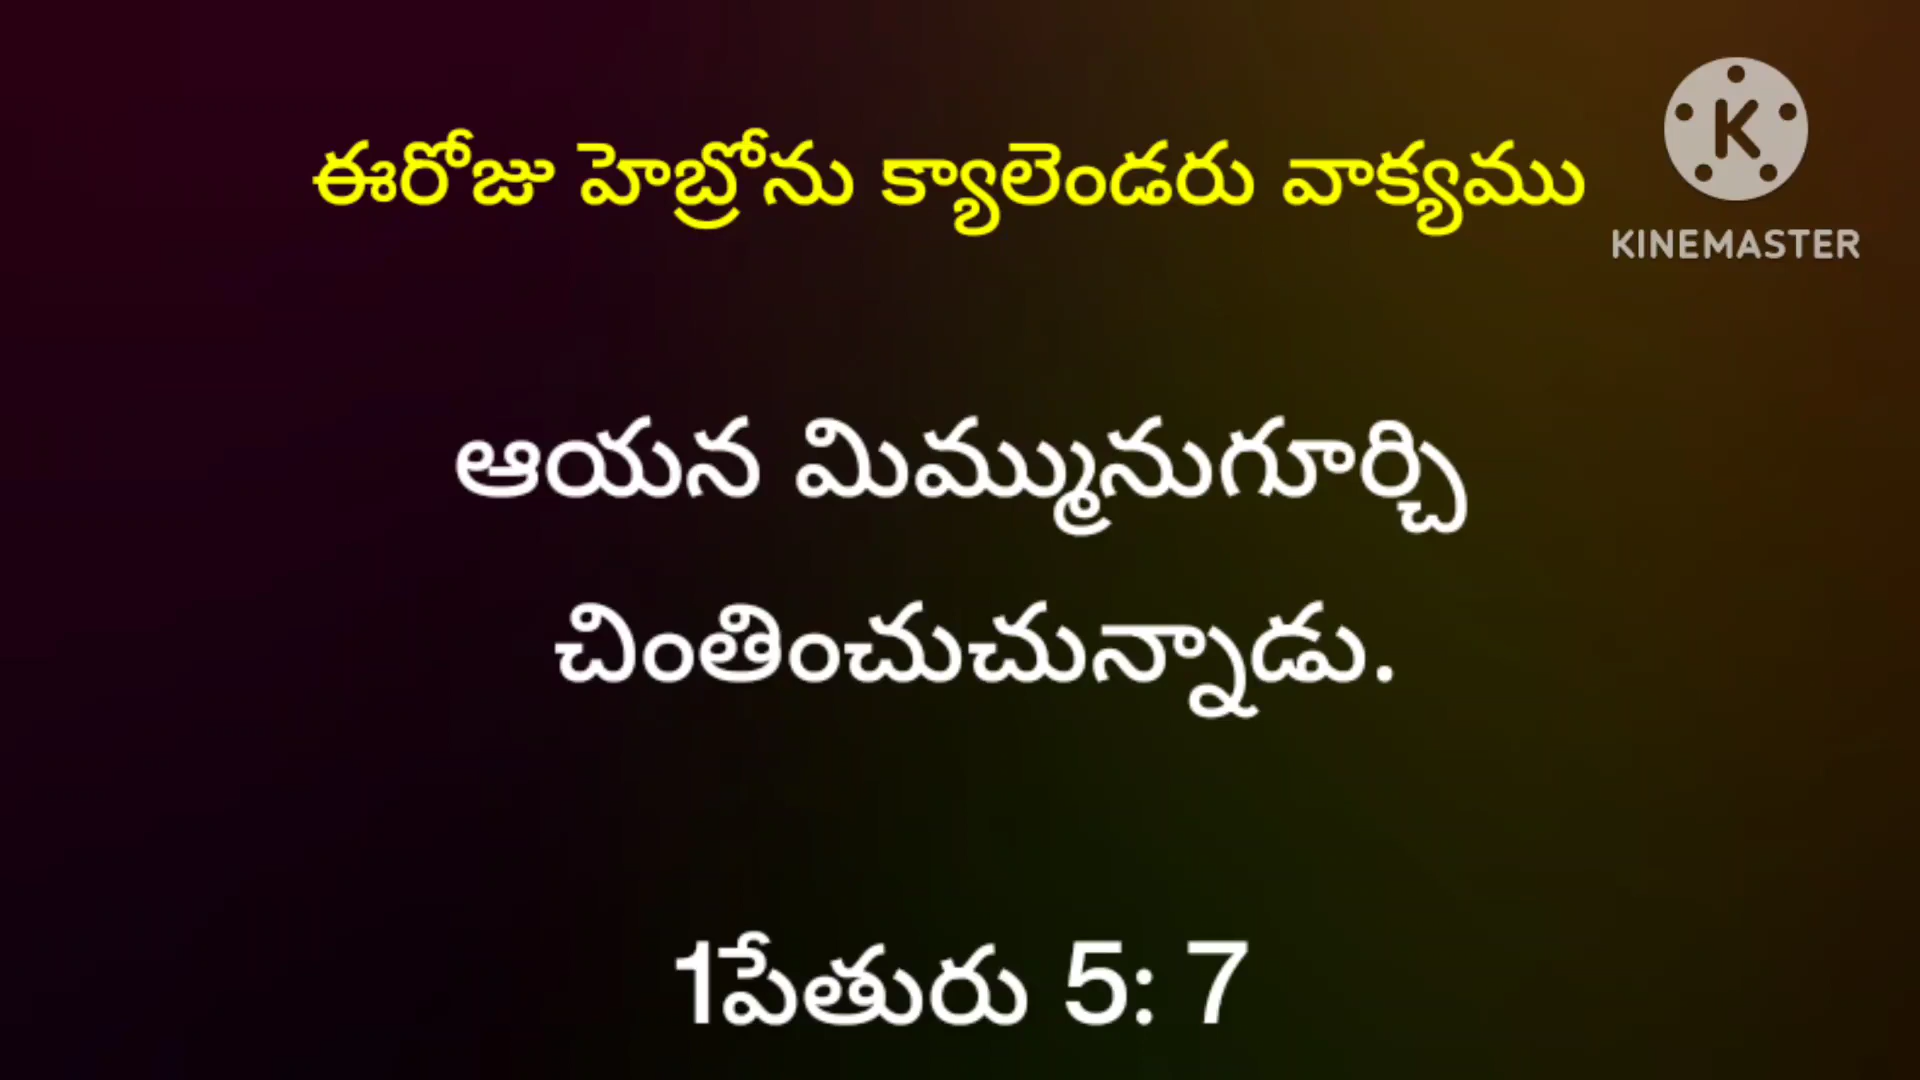 ఈరోజు హెబ్రోను క్యాలెండరు వాక్యము
K
KINEMASTER
ఆయన మిమ్మునుగూర్చి
చింతించుచున్నాడు.
1పేతురు 5: 7